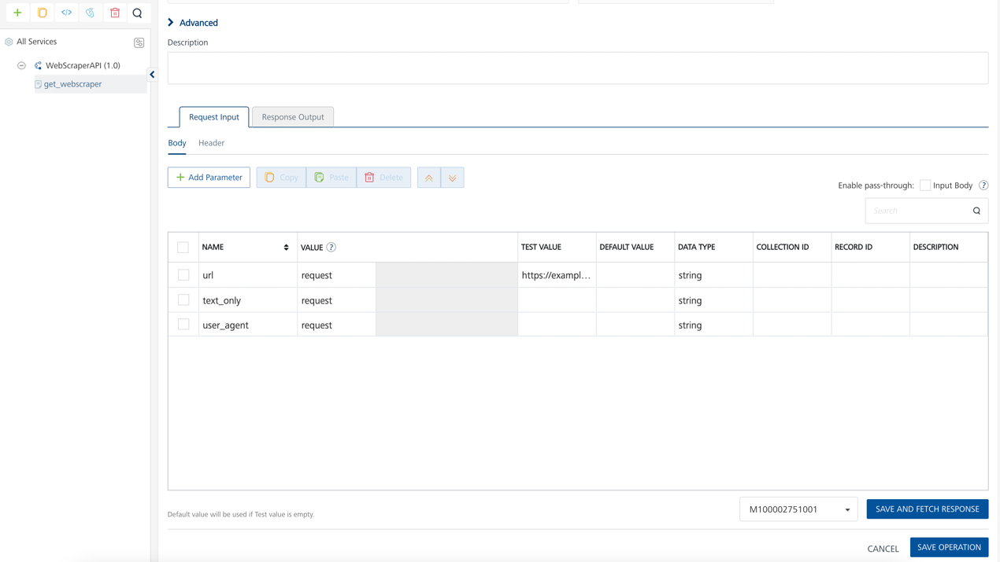 All Services
WebScraperAPI (1.0)
get_webscraper
Advanced
Description
Request Input
Response Output
Body
Header
Add Parameter
Copy
Paste
Delete
Enable pass-through:
Input Body
?
Search
NAME VALUE ? TEST VALUE DEFAULT VALUE DATA TYPE COLLECTION ID RECORD ID DESCRIPTION
url request https://exampl... string
text_only request string
user_agent request string
Default value will be used if Test value is empty.
M100002751001
SAVE AND FETCH RESPONSE
CANCEL
SAVE OPERATION